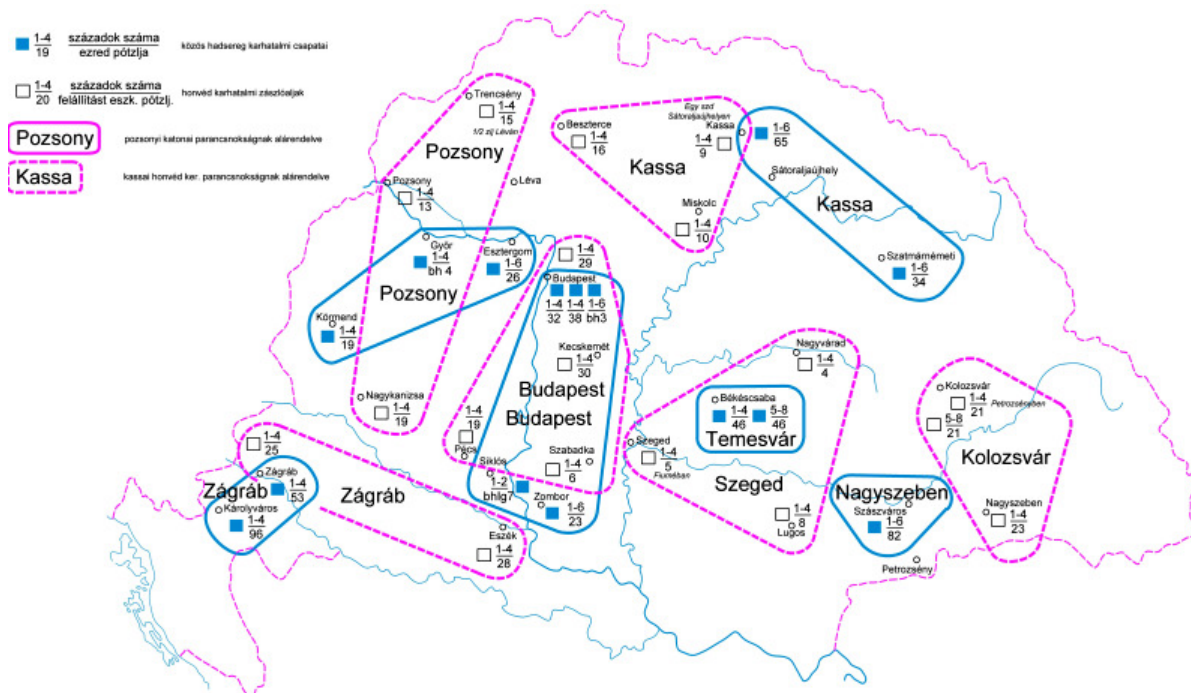 1-4
19
századok száma
ezred pótzlja
közös hadsereg karhatalmi csapatai
1-4
20
századok száma
felállítást eszk. pótzlj.
honvéd karhatalmi zászlóaljak
Pozsony
pozsonyi katonai parancanokságnak alárendelve
Kassa
kassai honvéd ker. parancsnokságnak alárendelve
Trencsény
1-4
15
1/2 zlj Léván
Pozsony
Pozsony
1-4
13
Léva
Beszterce
1-4
16
Egy szd
Sátoraljaújhelyen
Kassa
1-4
9
Kassa
Miskolc
1-4
10
1-6
65
Sátoraljaújhely
Kassa
Szatmárnémeti
1-6
34
Győr
1-4
bh 4
Esztergom
1-6
26
Pozsony
Körmend
1-4
19
Nagykanizsa
1-4
19
1-4
29
Budapest
1-4
32
1-4
38
1-6
bh3
Kecskemét
1-4
30
Budapest
Budapest
1-4
19
Pécs
Siklós
1-2
bhlg7
Szabadka
1-4
6
Zombor
1-6
23
Nagyvárad
1-4
4
Békéscsaba
1-4
46
5-8
46
Temesvár
Szeged
1-4
5
Fiuméban
Szeged
1-4
8
Lugos
Kolozsvár
1-4
21
Petrozsényben
5-8
21
Kolozsvár
Nagyszeben
1-4
23
Nagyszeben
Szászváros
1-6
82
Petrozsény
1-4
25
Zágráb
1-4
53
Zágráb
Károlyváros
1-4
96
Zágráb
Eszék
1-4
28